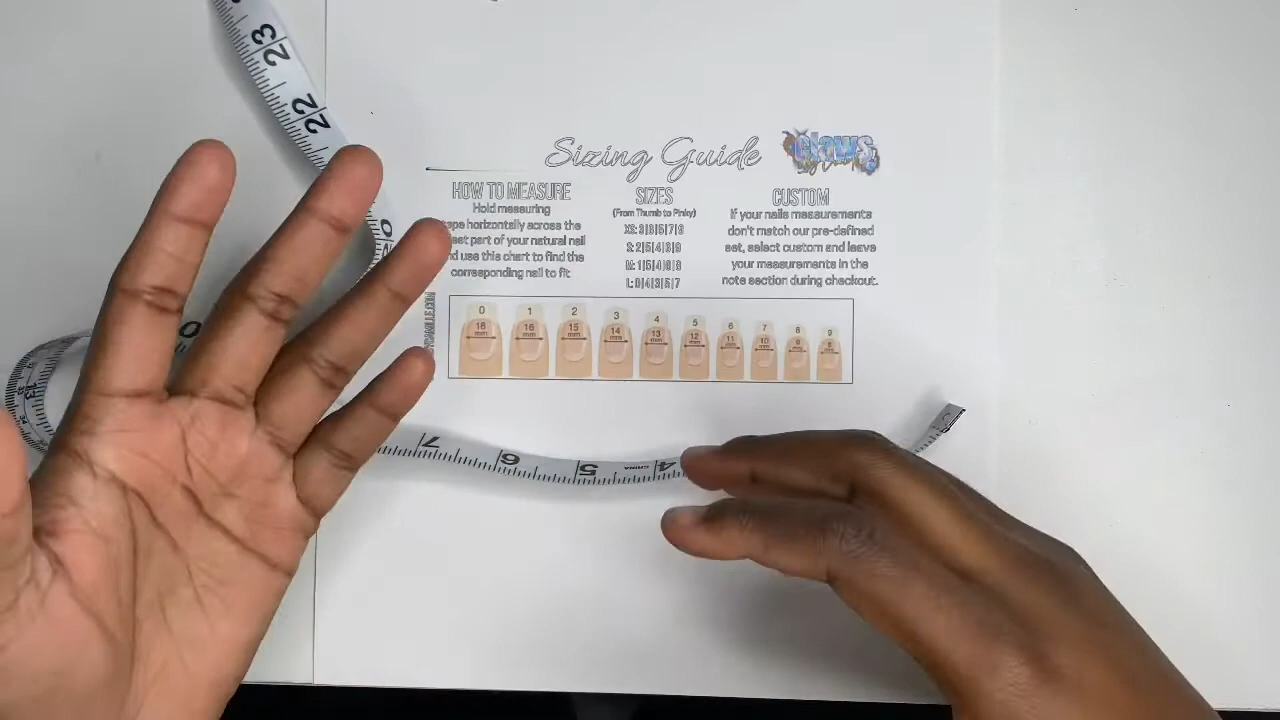 23
22
Sizing Guide
claws
HOW TO MEASURE
Hold measuring
tape horizontally across the
part of your natural nail
use this chart to find the
corresponding nail to fit
SIZES
(From Thumb to Pinky)
XS: 3|6|5|7|9
S: 2|5|4|6|9
M: 1|5|4|6|8
L: 0|4|3|5|7
CUSTOM
If your nails measurements
don't match our pre-defined
set, select custom and leave
your measurements in the
note section during checkout.
0 1 2 3 4 5 6 7 8 9
18 16 15 14 13 12 11 10 9 8
mm mm mm mm mm mm mm mm mm mm
7 6 5 CHINA 4